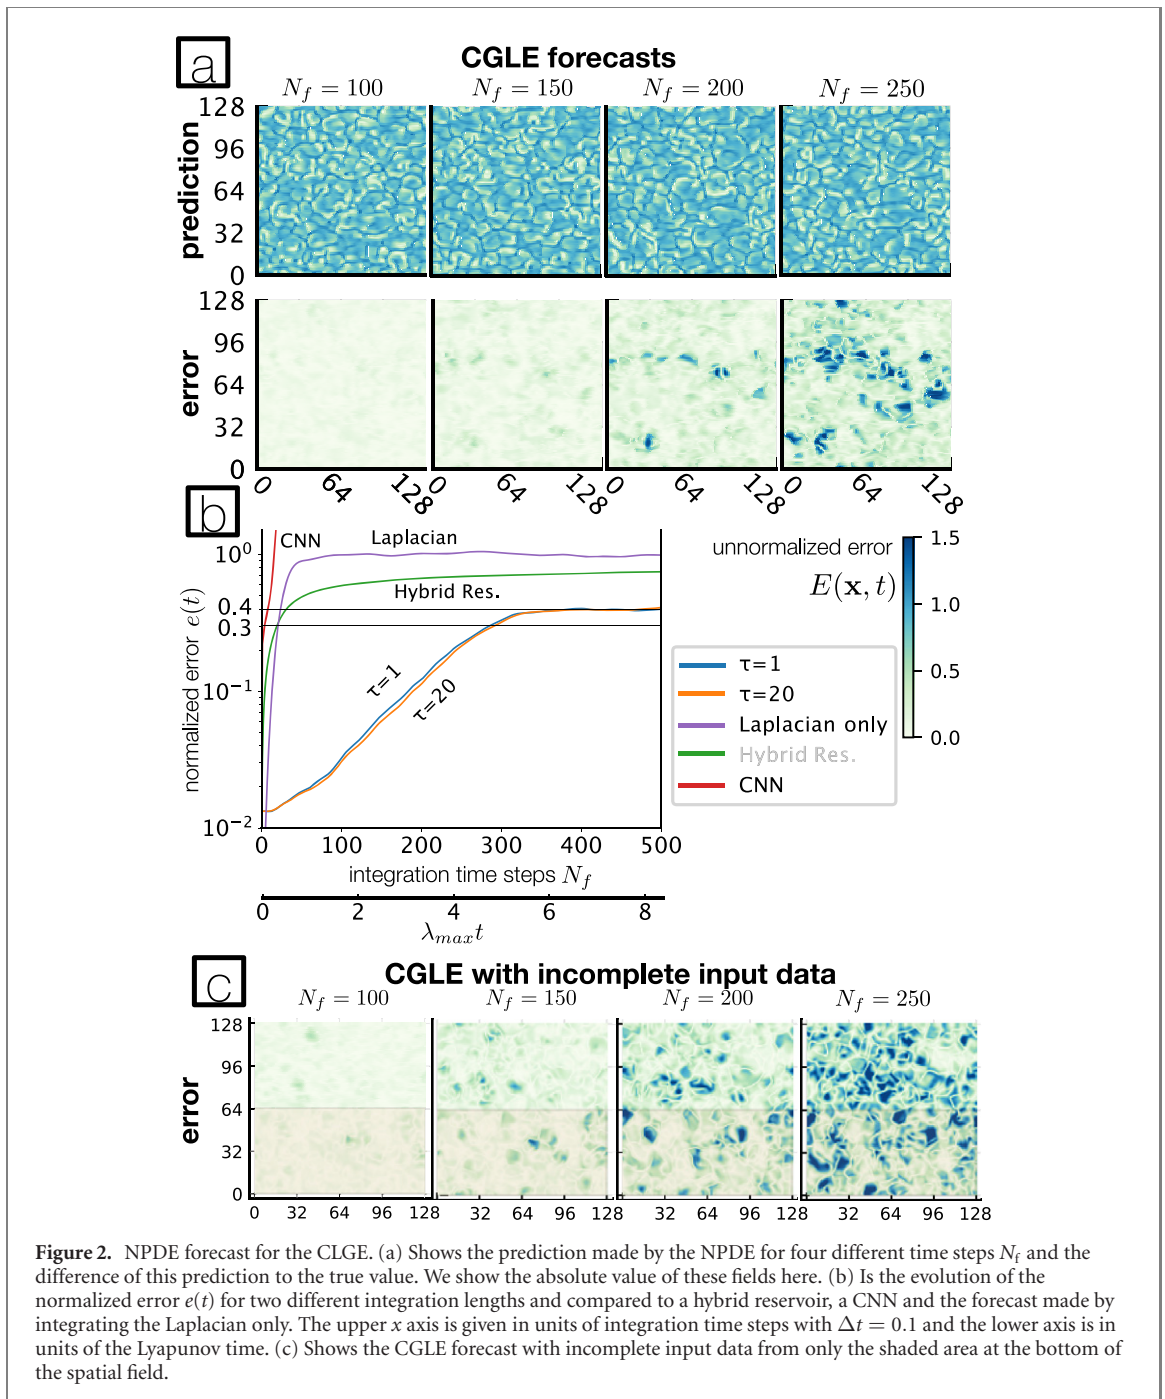 a
CGLE forecasts
N_f = 100 N_f = 150 N_f = 200 N_f = 250
prediction
128
96
64
32
0
error
128
96
64
32
0
0 64 128 0 64 128 0 64 128 0 64 128
b
CNN
Laplacian
Hybrid Res.
τ=1
τ=20
normalized error e(t)
10^0
0.4
0.3
10^-1
10^-2
0 100 200 300 400 500
integration time steps N_f
0 2 4 6 8
λ_max t
unnormalized error
E(x, t)
1.5
1.0
0.5
0.0
τ=1
τ=20
Laplacian only
Hybrid Res.
CNN
c
CGLE with incomplete input data
N_f = 100 N_f = 150 N_f = 200 N_f = 250
error
128
96
64
32
0
0 32 64 96 128 32 64 96 128 32 64 96 128 32 64 96 128
Figure 2. NPDE forecast for the CLGE. (a) Shows the prediction made by the NPDE for four different time steps N_f and the
difference of this prediction to the true value. We show the absolute value of these fields here. (b) Is the evolution of the
normalized error e(t) for two different integration lengths and compared to a hybrid reservoir, a CNN and the forecast made by
integrating the Laplacian only. The upper x axis is given in units of integration time steps with Δt = 0.1 and the lower axis is in
units of the Lyapunov time. (c) Shows the CGLE forecast with incomplete input data from only the shaded area at the bottom of
the spatial field.